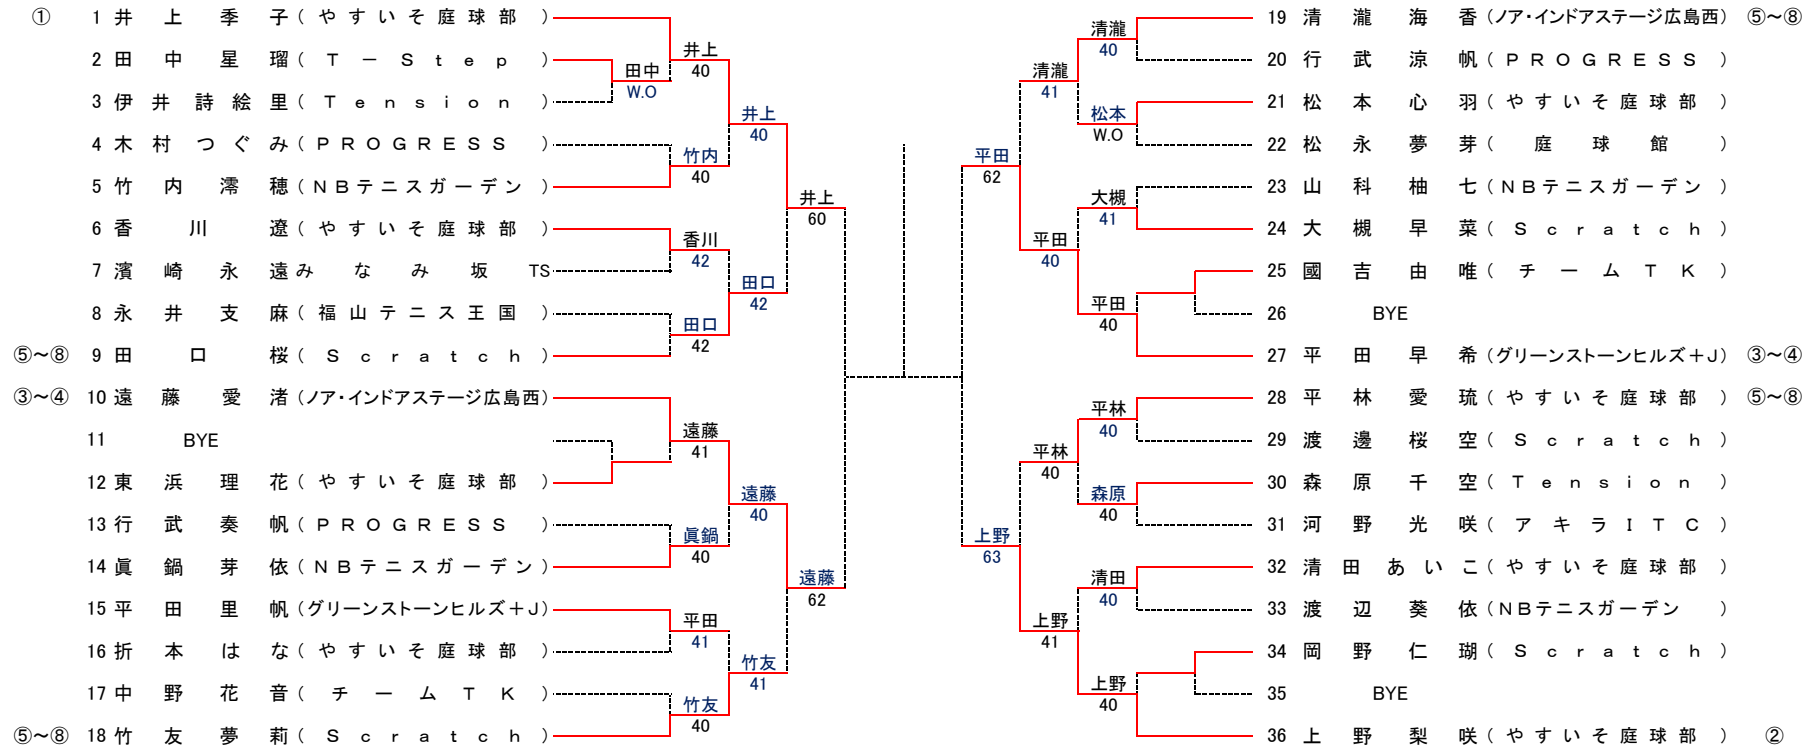 ① 1 井上季子(やすいそ庭球部)
2 田中星瑠(T－Step)
3 伊井詩絵里(Tension)
4 木村つぐみ(PROGRESS)
5 竹内澪穂(NBテニスガーデン)
6 香川遼(やすいそ庭球部)
7 濱崎永遠みなみ坂TS
8 永井支麻(福山テニス王国)
⑤～⑧ 9 田口桜(Scratch)
③～④ 10 遠藤愛渚(ノア・インドアステージ広島西)
11 BYE
12 東浜理花(やすいそ庭球部)
13 行武奏帆(PROGRESS)
14 眞鍋芽依(NBテニスガーデン)
15 平田里帆(グリーンストーンヒルズ＋J)
16 折本はな(やすいそ庭球部)
17 中野花音(チームTK)
⑤～⑧ 18 竹友夢莉(Scratch)
田中
W.O
井上
40
竹内
40
香川
42
田口
42
遠藤
41
眞鍋
40
平田
41
竹友
40
井上
40
田口
42
遠藤
40
竹友
41
井上
60
遠藤
62
平田
62
上野
63
清瀧
41
平田
40
平林
40
上野
41
清瀧
40
松本
W.O
大槻
41
平田
40
平林
40
森原
40
清田
40
上野
40
19 清瀧海香(ノア・インドアステージ広島西) ⑤～⑧
20 行武涼帆(PROGRESS)
21 松本心羽(やすいそ庭球部)
22 松永夢芽(庭球館)
23 山科柚七(NBテニスガーデン)
24 大槻早菜(Scratch)
25 國吉由唯(チームTK)
26 BYE
27 平田早希(グリーンストーンヒルズ＋J) ③～④
28 平林愛琉(やすいそ庭球部) ⑤～⑧
29 渡邊桜空(Scratch)
30 森原千空(Tension)
31 河野光咲(アキラITC)
32 清田あいこ(やすいそ庭球部)
33 渡辺葵依(NBテニスガーデン)
34 岡野仁瑚(Scratch)
35 BYE
36 上野梨咲(やすいそ庭球部) ②